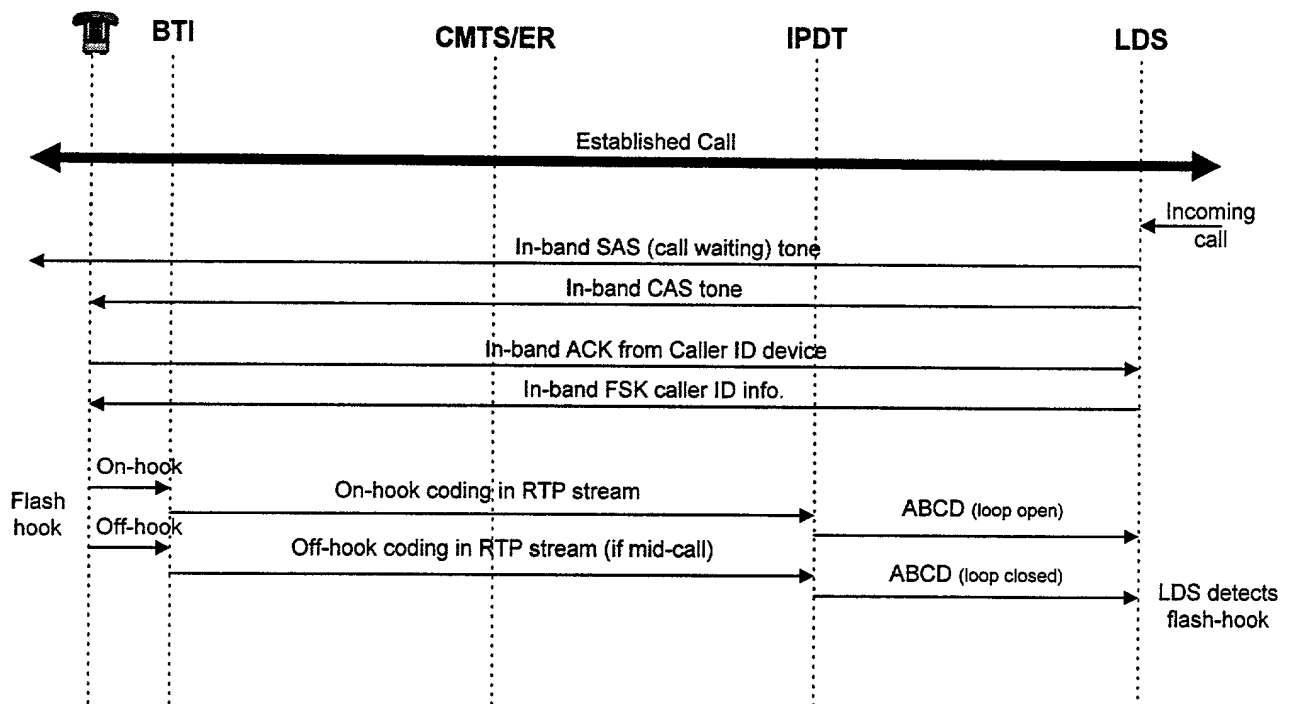 BTI
CMTS/ER
IPDT
LDS
Established Call
Incoming
call
In-band SAS (call waiting) tone
In-band CAS tone
In-band ACK from Caller ID device
In-band FSK caller ID info.
On-hook
On-hook coding in RTP stream
ABCD (loop open)
Flash
hook
Off-hook
Off-hook coding in RTP stream (if mid-call)
ABCD (loop closed)
LDS detects
flash-hook